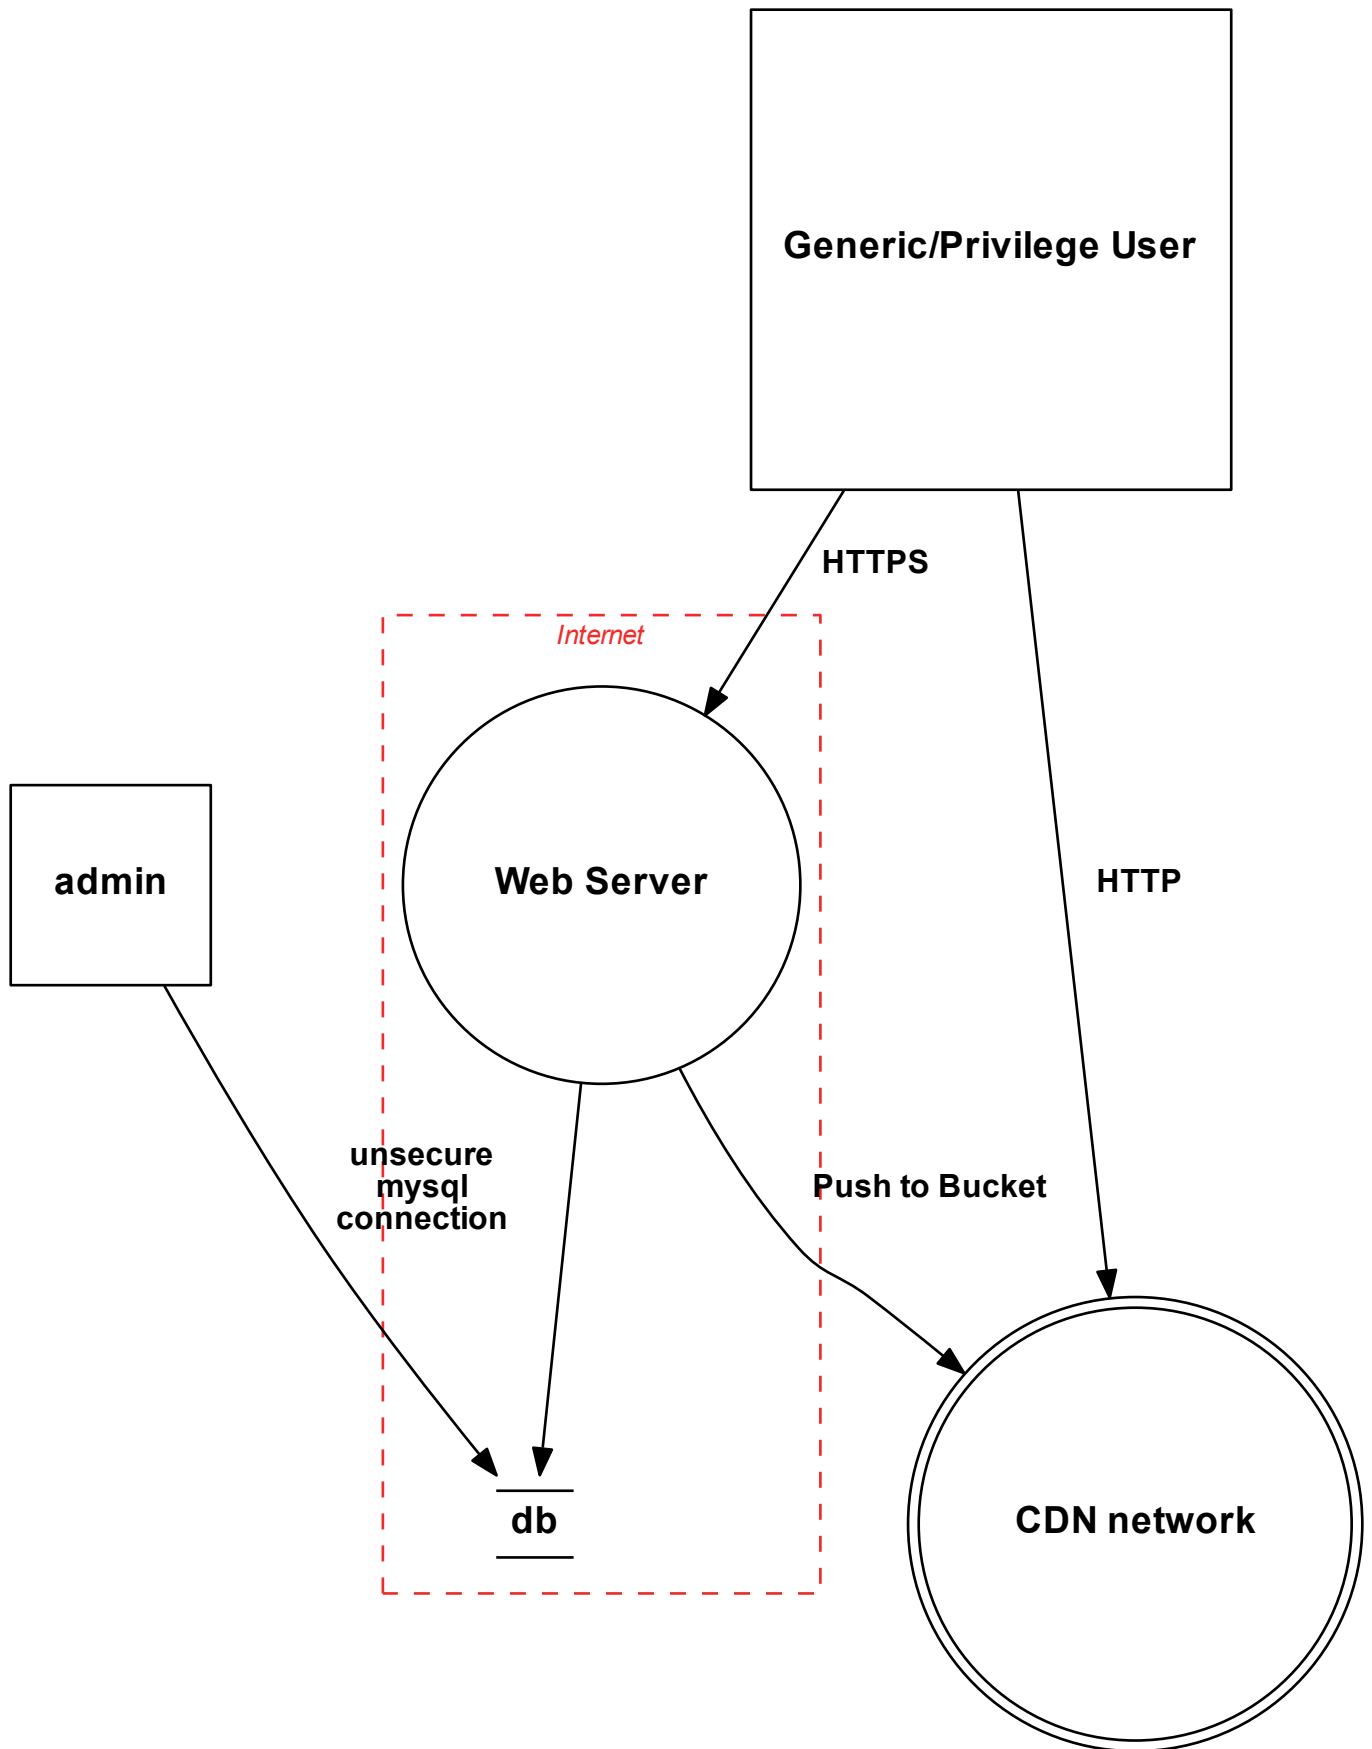 Generic/Privilege User
HTTPS
Internet
admin
Web Server
HTTP
unsecure
mysql
connection
Push to Bucket
db
CDN network